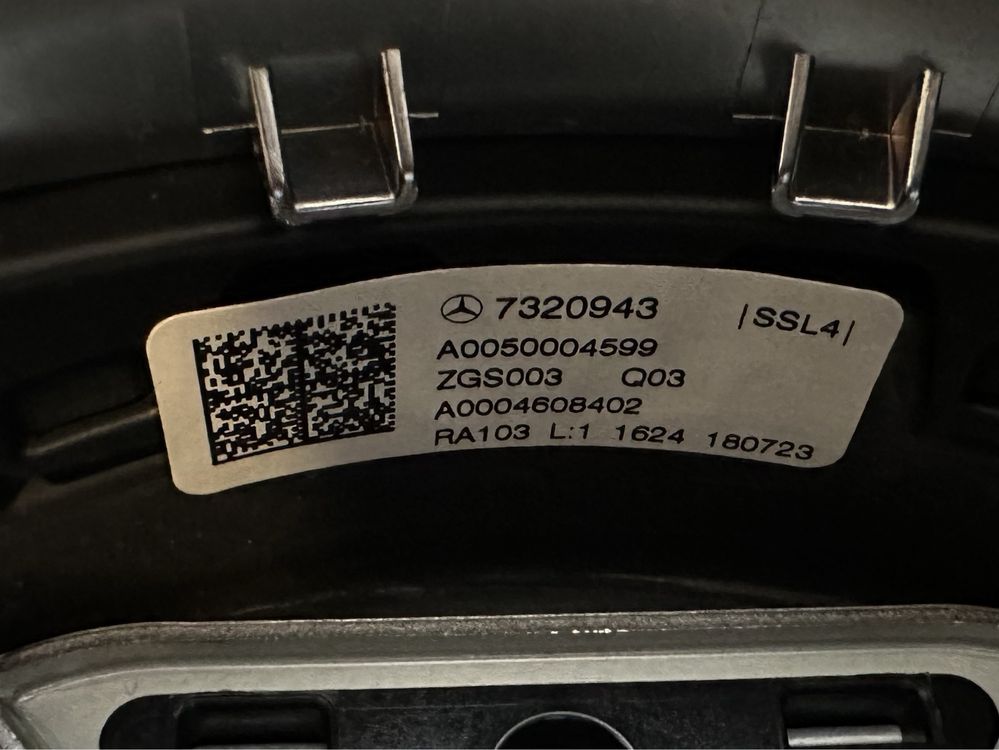 7320943 |SSL4|
A0050004599
ZGS003 Q03
A0004608402
RA103 L:1 1624 180723